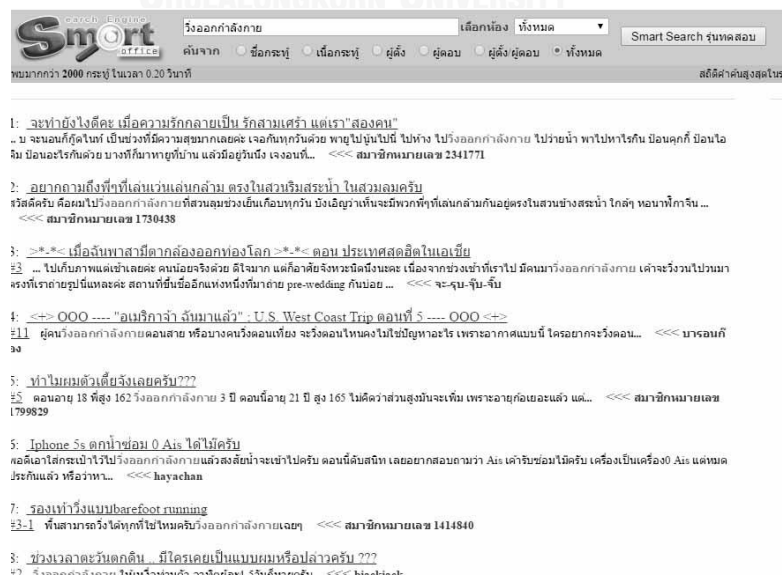 Search Engine
Smort
office
วิ่งออกกำลังกาย เลือกห้อง ทั้งหมด Smart Search รุ่นทดสอบ
ค้นจาก ชื่อกระทู้ เนื้อกระทู้ ผู้ตั้ง ผู้ตอบ ผู้ตั้ง/ผู้ตอบ ทั้งหมด
พบมากกว่า 2000 กระทู้ ในเวลา 0.20 วินาที สถิติคำค้นสูงสุดในร
1: จะทำยังไงดีคะ เมื่อความรักกลายเป็น รักสามเศร้า แต่เรา"สองคน"
... บ จะนอนก็กู๊ดไนท์ เป็นช่วงที่มีความสุขมากเลยค่ะ เจอกันทุกวันด้วย พายุไปนู่นไปนี่ ไปห้าง ไปวิ่งออกกำลังกาย ไปว่ายน้ำ พาไปหาไรกิน ป้อนคุกกี้ ป้อนไอ
ติม ป้อนอะไรกันด้วย บางทีก็มาหายู่ที่บ้าน แล้วมีอยู่วันนึง เจงอนที่... <<< สมาชิกหมายเลข 2341771
2: อยากถามถึงพี่ๆที่เล่นเว่นเล่นกล้าม ตรงในสวนริมสระน้ำ ในสวนลุมครับ
สวัสดีครับ คือผมไปวิ่งออกกำลังกายที่สวนลุมช่วงเย็นเกือบทุกวัน บังเอิญว่าเห็นจะมีพวกพี่ๆที่เล่นกล้ามกันอยู่ตรงในสวนข้างสระน้ำ ใกล้ๆ หอนาฬิกาจีน ...
<<< สมาชิกหมายเลข 1730438
3: >*-*< เมื่อฉันพาสามีตากล้องออกท่องโลก >*-*< ตอน ประเทศสุดฮิตในเอเชีย
#3 ... ไปเก็บภาพแต่เช้าเลยค่ะ คนน้อยจริงด้วย ดีใจมาก แต่ก็อาศัยจังหวะนิดนึงนะคะ เนื่องจากช่วงเช้าที่เราไป มีคนมาวิ่งออกกำลังกาย เค้าจะวิ่งวนไปวนมา
ตรงที่เราถ่ายรูปนี่แหละค่ะ สถานที่ขึ้นชื่ออีกแห่งหนึ่งที่มาถ่าย pre-wedding กันบ่อย ... <<< จะ-รุบ-จุ๊บ-จิ๊บ
4: <+> OOO ---- "อเมริกาจ๋า ฉันมาแล้ว" : U.S. West Coast Trip ตอนที่ 5 ---- OOO <+>
#11 ผู้คนวิ่งออกกำลังกายตอนสาย หรือบางคนวิ่งตอนเที่ยง จะวิ่งตอนไหนคงไม่ใช่ปัญหาอะไร เพราะอากาศแบบนี้ ใครอยากจะวิ่งตอน... <<< บารอนก๊
อง
5: ทำไมผมตัวเตี้ยจังเลยครับ???
#5 ตอนอายุ 18 พี่สูง 162 วิ่งออกกำลังกาย 3 ปี ตอนนี้อายุ 21 ปี สูง 165 ไม่คิดว่าส่วนสูงมันจะเพิ่ม เพราะอายุก็เยอะแล้ว แต่... <<< สมาชิกหมายเลข
1799829
6: Iphone 5s ตกน้ำซ่อม 0 Ais ได้ไม๊ครับ
พอดีเอาใส่กระเป๋าไว้ไปวิ่งออกกำลังกายแล้วสงสัยน้ำจะเข้าไปครับ ตอนนี้ดับสนิท เลยอยากสอบถามว่า Ais เค้ารับซ่อมไม๊ครับ เครื่องเป็นเครื่อง0 Ais แต่หมด
ประกันแล้ว หรือว่าหา... <<< hayachan
7: รองเท้าวิ่งแบบbarefoot running
#3-1 พื้นสามารถวิ่งได้ทุกที่ใช่ไหมครับวิ่งออกกำลังกายเฉยๆ <<< สมาชิกหมายเลข 1414840
8: ช่วงเวลาตะวันตกดิน .. มีใครเคยเป็นแบบผมหรือปล่าวครับ ???
#2 วิ่งออกกำลังกาย